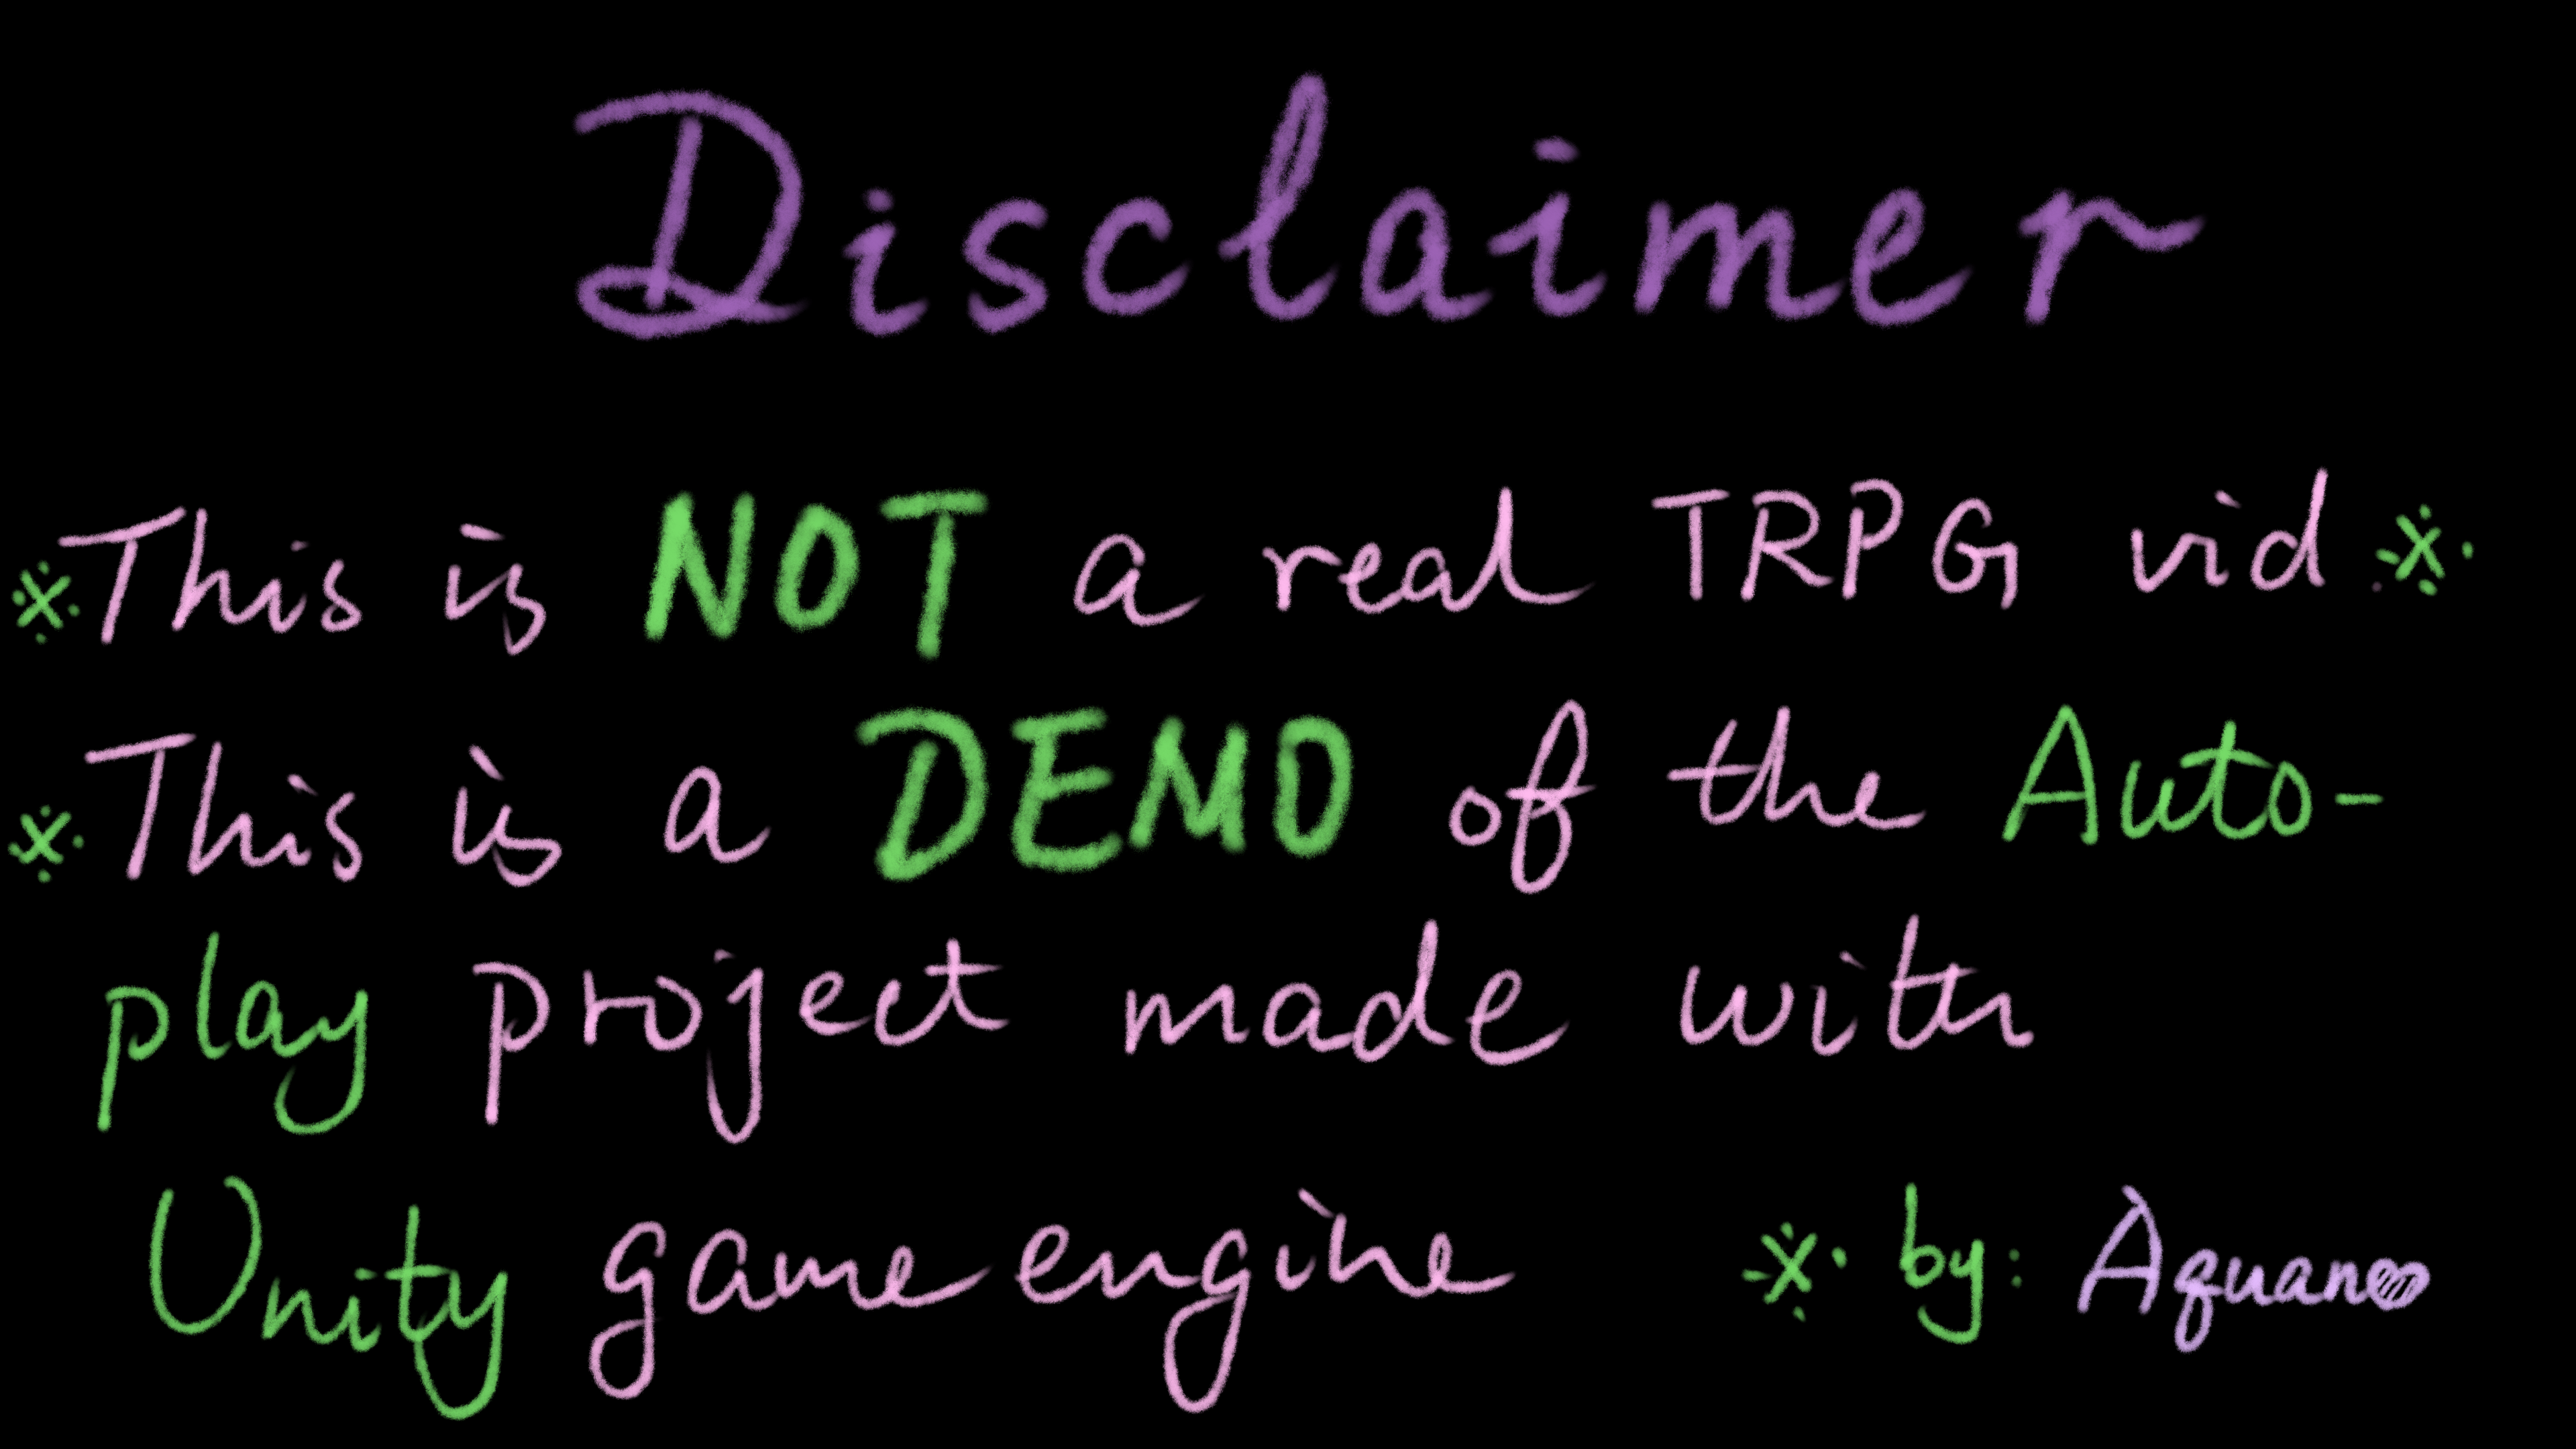 Disclaimer
※This is NOT a real TRPG vid.※
※This is a DEMO of the Auto-
play project made with
Unity game engine ※by: Aquano